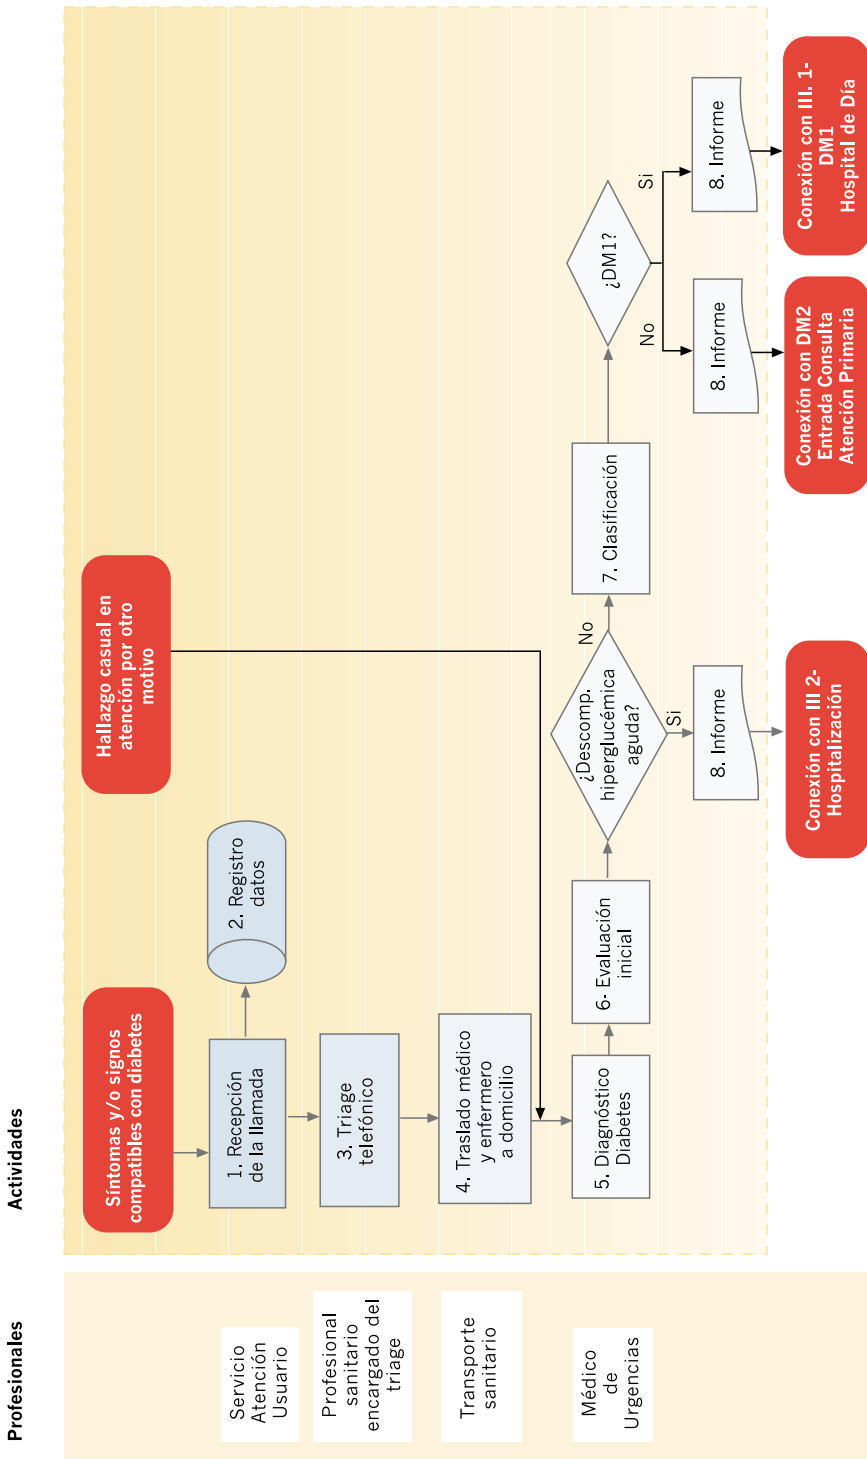 Profesionales
Actividades
Síntomas y/o signos
compatibles con diabetes
Hallazgo casual en
atención por otro
motivo
Servicio
Atención
Usuario
1. Recepción
de la llamada
2. Registro
datos
Profesional
sanitario
encargado del
triage
3. Triage
telefónico
Transporte
sanitario
4. Traslado médico
y enfermero
a domicilio
Médico
de
Urgencias
5. Diagnóstico
Diabetes
6- Evaluación
inicial
¿Descomp.
hiperglucémica
aguda?
No
7. Clasificación
¿DM1?
Si
No
Si
8. Informe
8. Informe
8. Informe
Conexión con III 2-
Hospitalización
Conexión con DM2
Entrada Consulta
Atención Primaria
Conexión con III. 1-
DM1
Hospital de Día